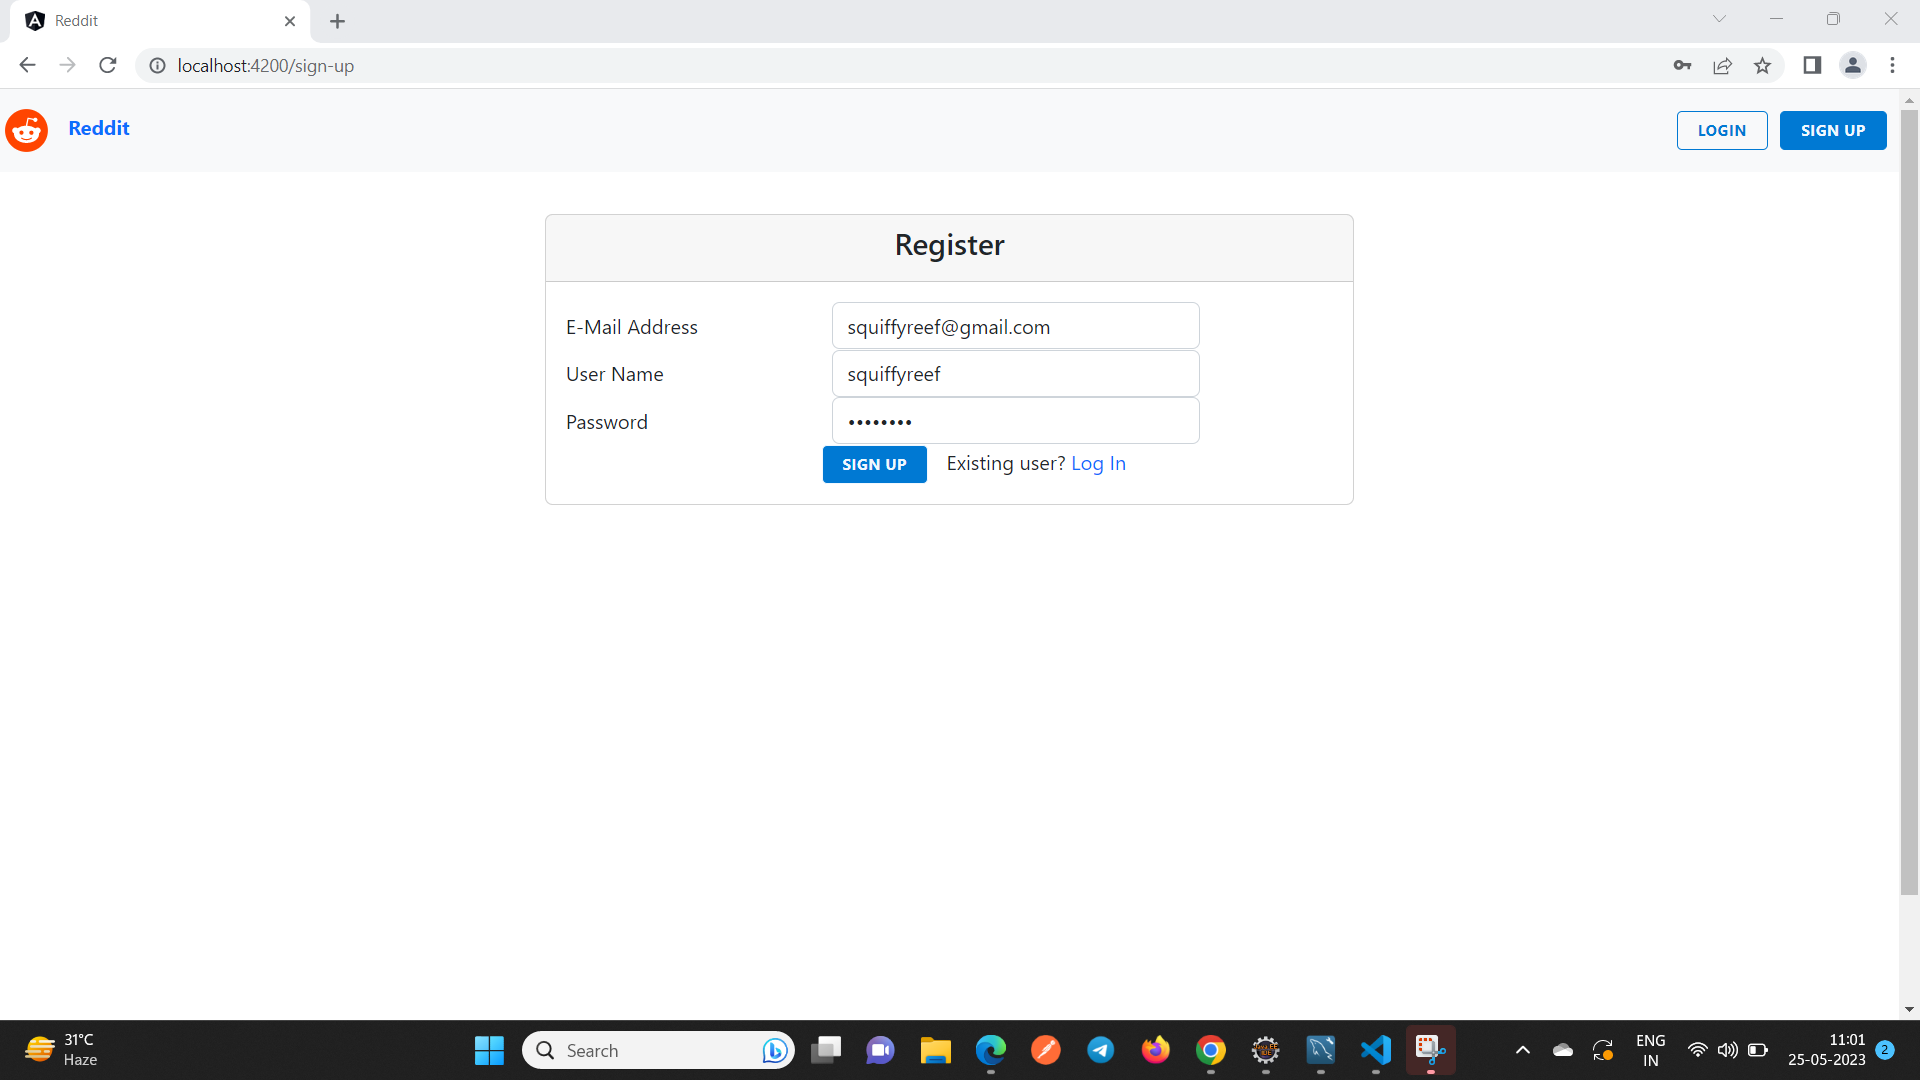 Reddit
localhost:4200/sign-up
Reddit
LOGIN
SIGN UP
Register
E-Mail Address
squiffyreef@gmail.com
User Name
squiffyreef
Password
••••••••
SIGN UP
Existing user? Log In
31°C
Haze
Search
ENG
IN
11:01
25-05-2023
2